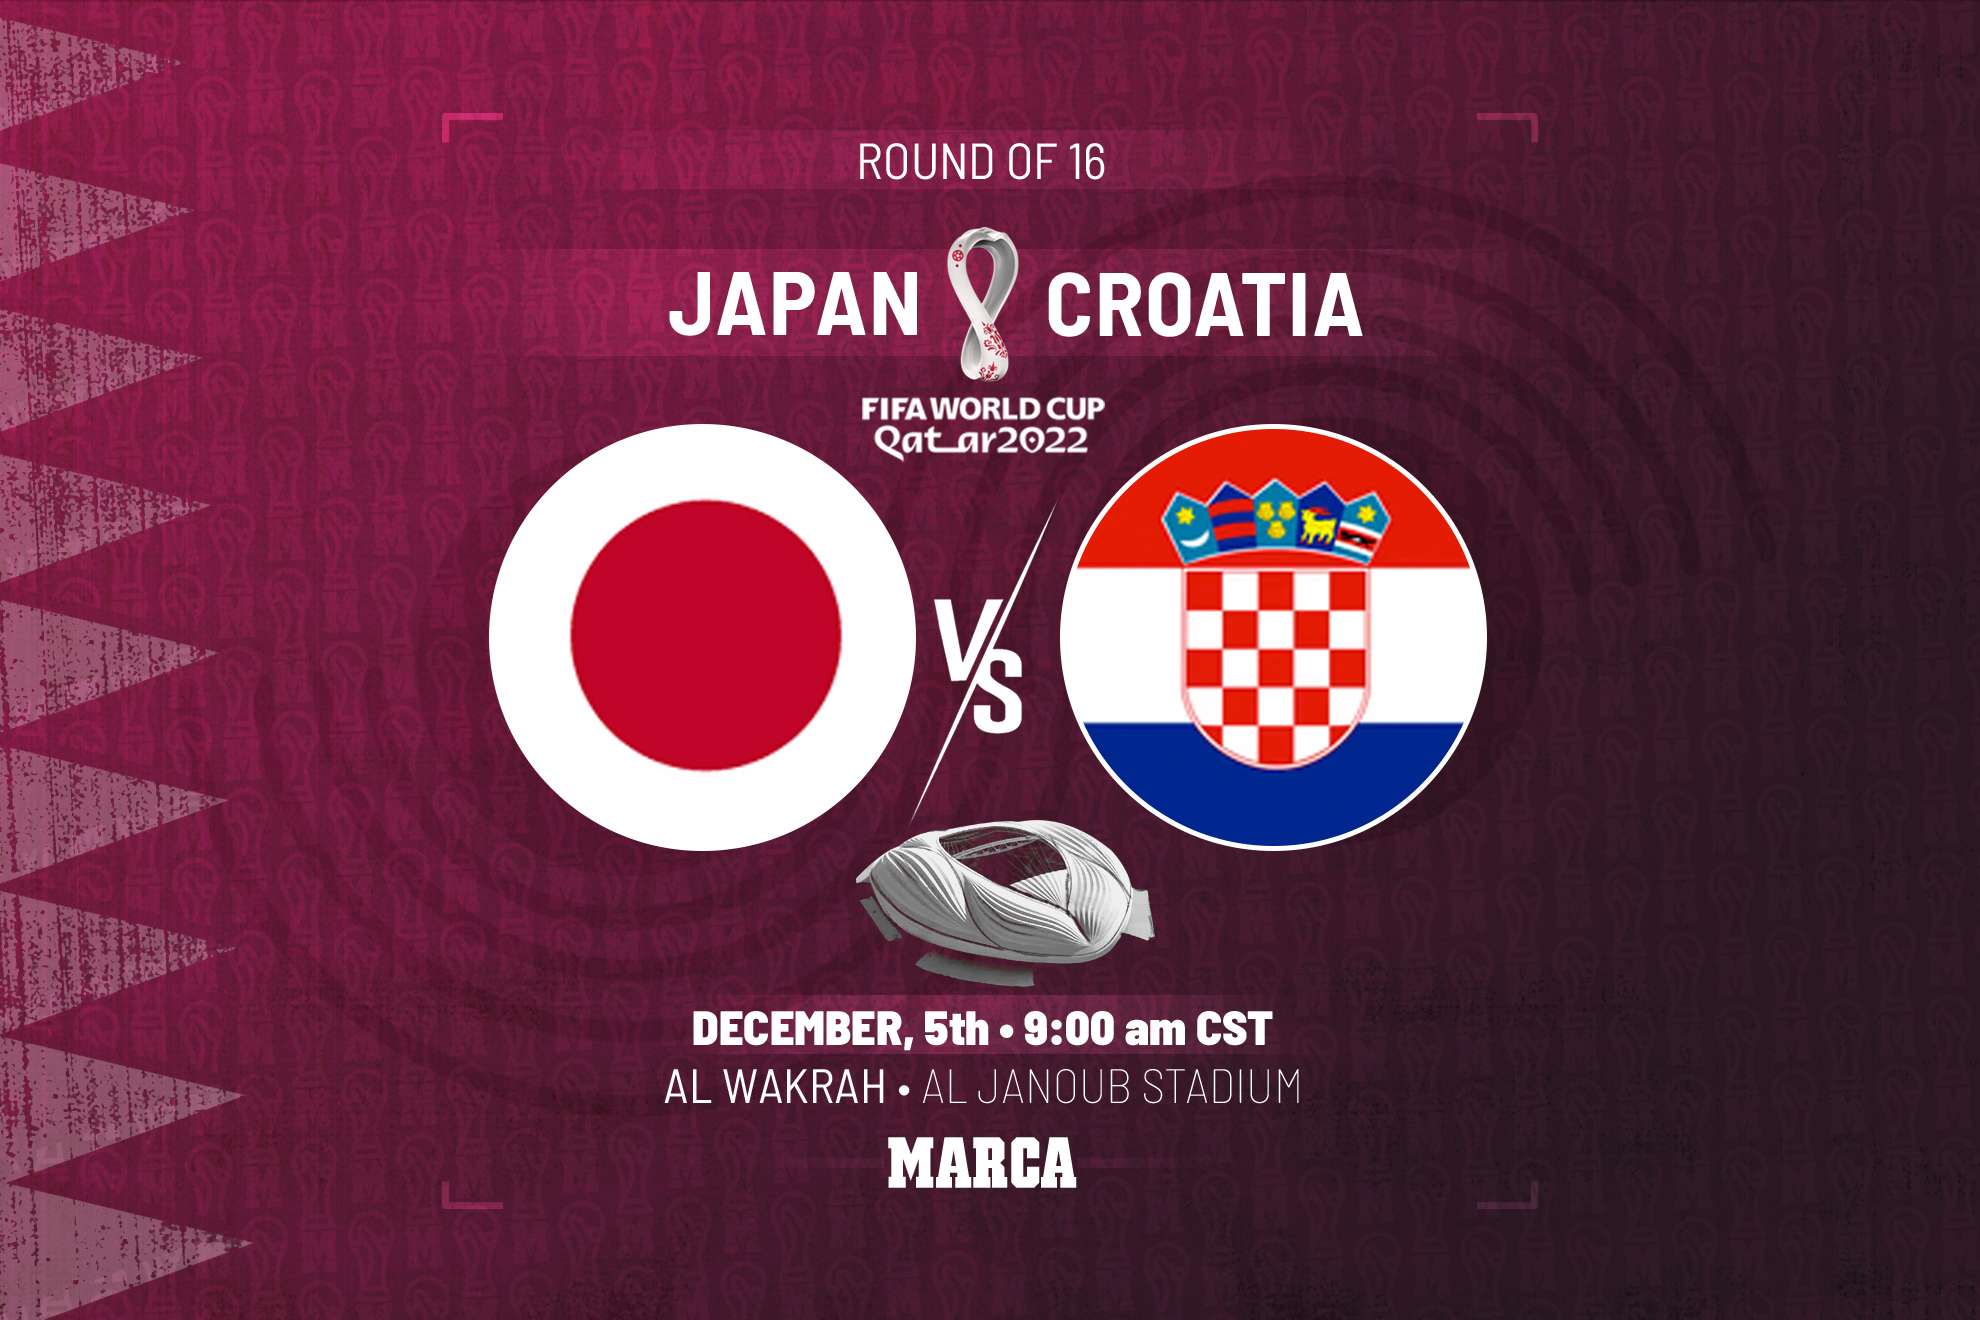 ROUND OF 16
JAPAN CROATIA
FIFA WORLD CUP
Qatar2022
VS
DECEMBER, 5th • 9:00 am CST
AL WAKRAH • AL JANOUB STADIUM
MARCA